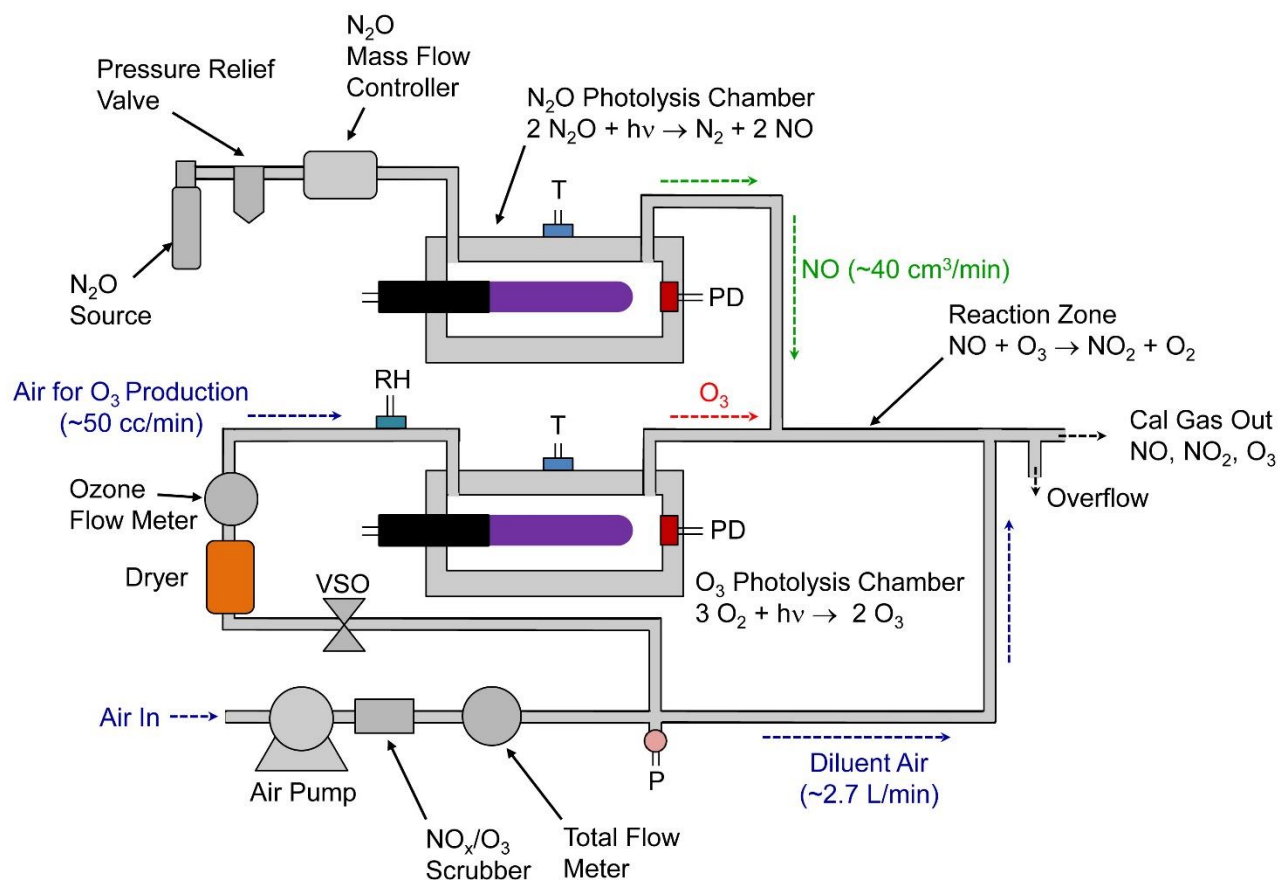 N₂O
Mass Flow
Controller
Pressure Relief
Valve
N₂O Photolysis Chamber
2 N₂O + hν → N₂ + 2 NO
T
NO (~40 cm³/min)
PD
N₂O
Source
Reaction Zone
NO + O₃ → NO₂ + O₂
Air for O₃ Production
(~50 cc/min)
RH
O₃
T
Cal Gas Out
NO, NO₂, O₃
Overflow
Ozone
Flow Meter
PD
Dryer
VSO
O₃ Photolysis Chamber
3 O₂ + hν → 2 O₃
Air In
Air Pump
P
Diluent Air
(~2.7 L/min)
NOₓ/O₃
Scrubber
Total Flow
Meter